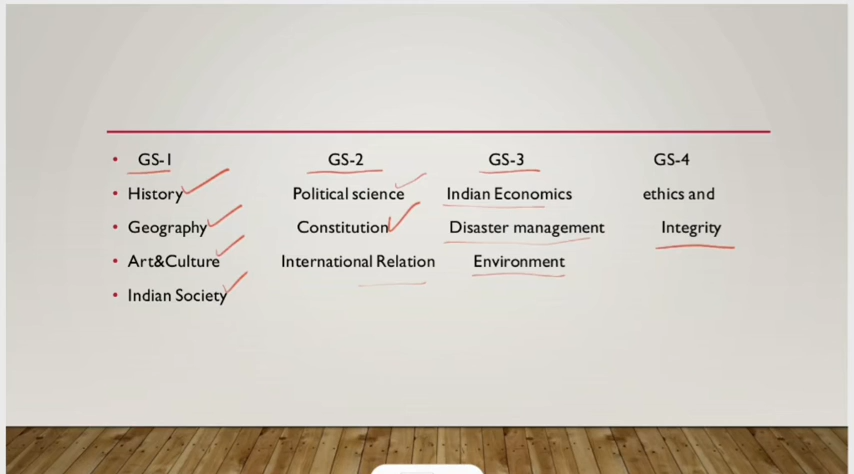 • GS-1 GS-2 GS-3 GS-4
• History Political science Indian Economics ethics and
• Geography Constitution Disaster management Integrity
• Art&Culture International Relation Environment
• Indian Society